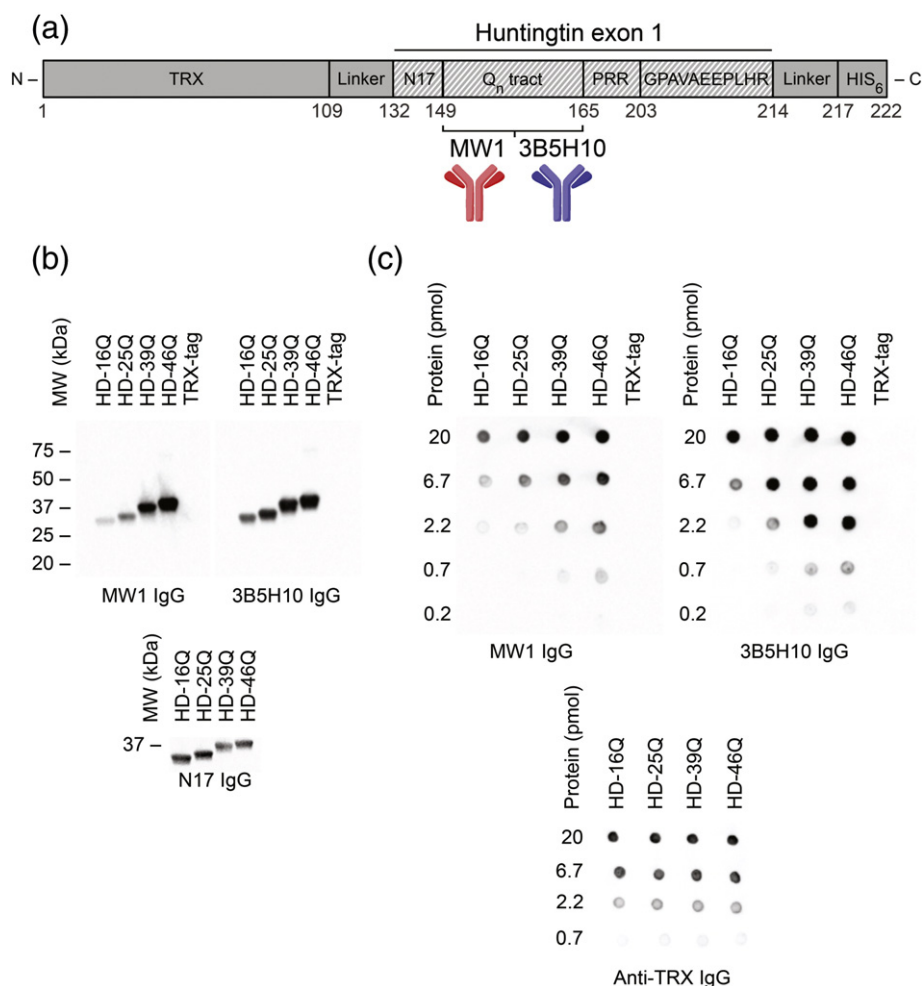 (a)
Huntingtin exon 1
N – TRX Linker N17 Qn tract PRR GPAVAEEPLHR Linker HIS6 – C
1 109 132 149 165 203 214 217 222
MW1 3B5H10
(b)
MW (kDa) HD-16Q HD-25Q HD-39Q HD-46Q TRX-tag HD-16Q HD-25Q HD-39Q HD-46Q TRX-tag
75 –
50 –
37 –
25 –
20 –
MW1 IgG 3B5H10 IgG
MW (kDa) HD-16Q HD-25Q HD-39Q HD-46Q
37 –
N17 IgG
(c)
Protein (pmol) HD-16Q HD-25Q HD-39Q HD-46Q TRX-tag Protein (pmol) HD-16Q HD-25Q HD-39Q HD-46Q TRX-tag
20 20
6.7 6.7
2.2 2.2
0.7 0.7
0.2 0.2
MW1 IgG 3B5H10 IgG
Protein (pmol) HD-16Q HD-25Q HD-39Q HD-46Q
20
6.7
2.2
0.7
Anti-TRX IgG